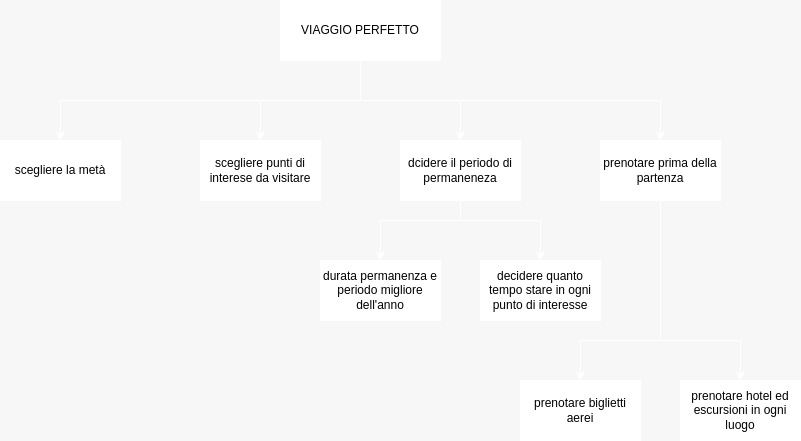 VIAGGIO PERFETTO
scegliere la metà
scegliere punti di
interese da visitare
dcidere il periodo di
permaneneza
prenotare prima della
partenza
durata permanenza e
periodo migliore
dell'anno
decidere quanto
tempo stare in ogni
punto di interesse
prenotare biglietti
aerei
prenotare hotel ed
escursioni in ogni
luogo